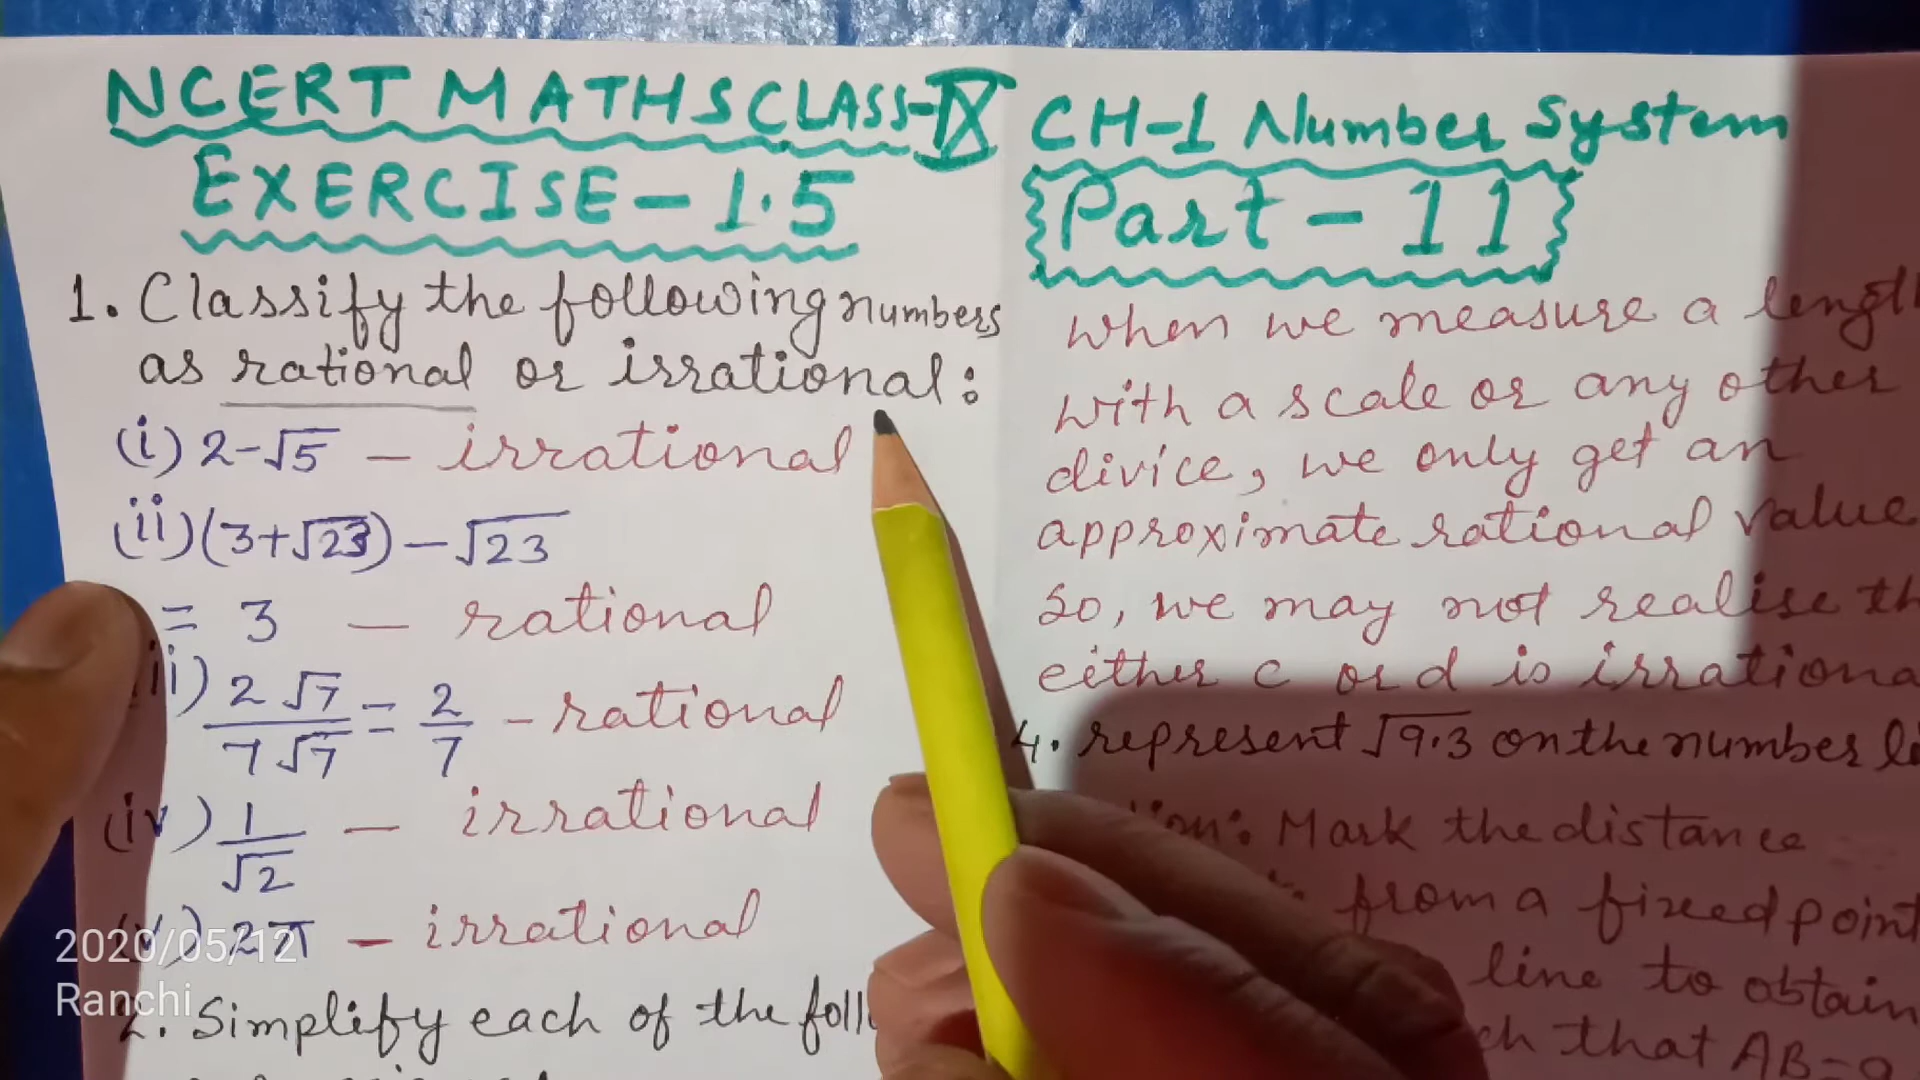 NCERT MATHS CLASS-IX
EXERCISE-1.5
1. Classify the following numbers
as rational or irrational:
(i) 2-√5 - irrational
(ii) (3+√23)-√23
= 3 - rational
2√7/7√7 = 2/7 - rational
(iv) 1/√2 - irrational
(v) 2π - irrational
2. Simplify each of the
CH-1 Number System
Part-11
when we measure a length
with a scale or any other
divice, we only get an
approximate rational value
So, we may not realise
either c or d is
4. represent √9.3 on the number
Mark the distance
from a fixed point
line to obtain
that AB=9
2020/05/12
Ranchi